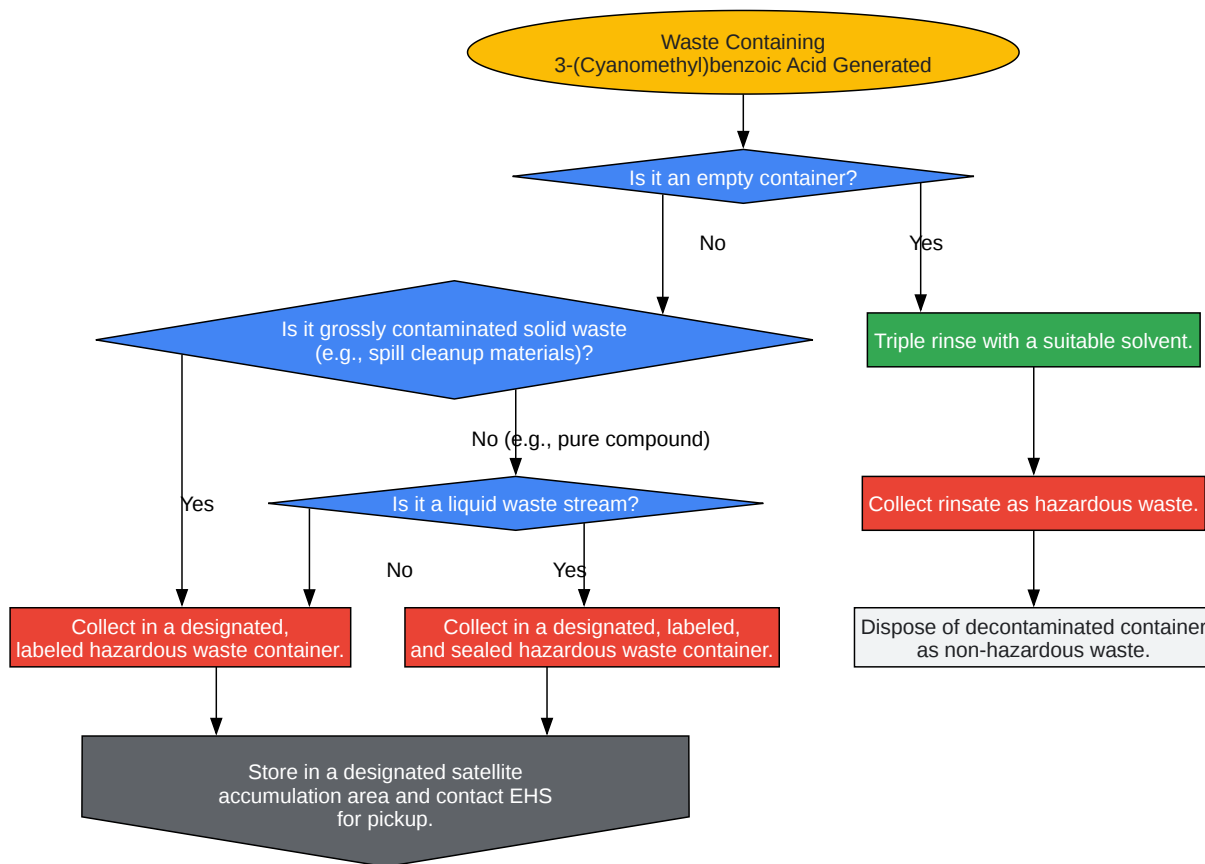 Waste Containing
3-(Cyanomethyl)benzoic Acid Generated
Is it an empty container?
No
Yes
Is it grossly contaminated solid waste
(e.g., spill cleanup materials)?
Triple rinse with a suitable solvent.
No (e.g., pure compound)
Yes
Is it a liquid waste stream?
Collect rinsate as hazardous waste.
No
Yes
Collect in a designated,
labeled hazardous waste container.
Collect in a designated, labeled,
and sealed hazardous waste container.
Dispose of decontaminated container
as non-hazardous waste.
Store in a designated satellite
accumulation area and contact EHS
for pickup.